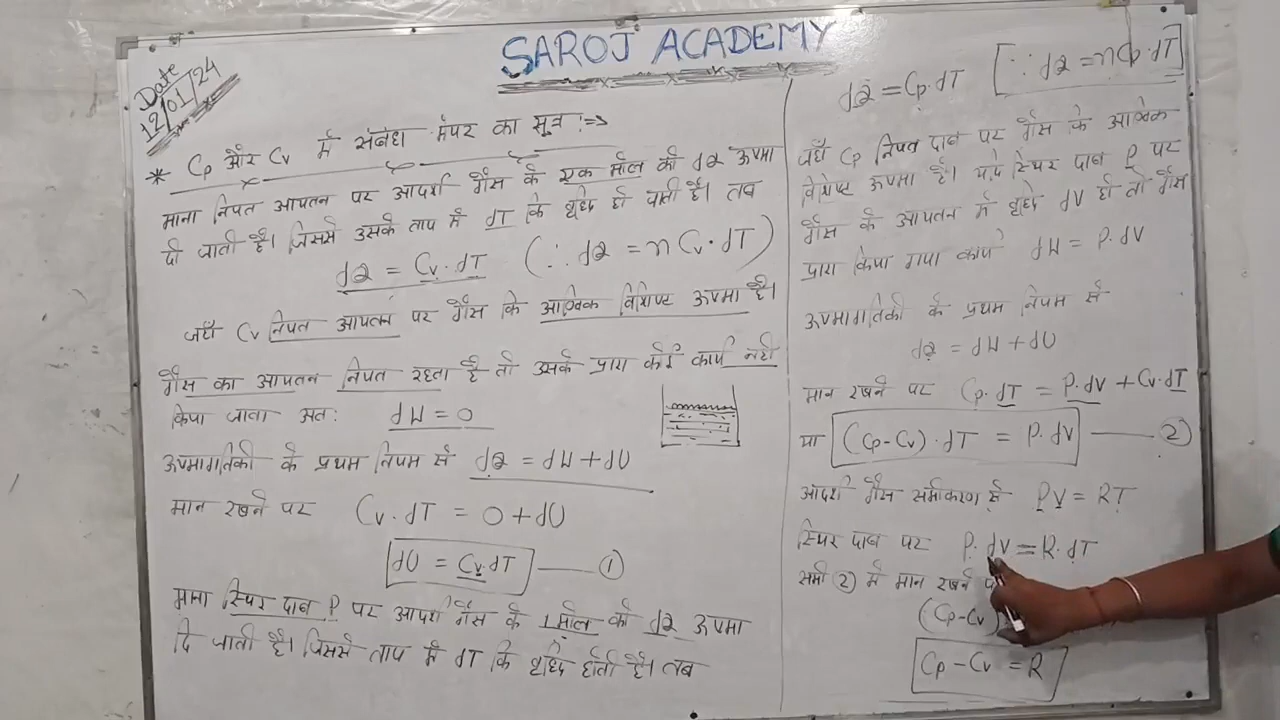 SAROJ ACADEMY
Date
12/01/24
* Cp और Cv में संबंध मेयर का सूत्र :⇒
माना नियत आयतन पर आदर्श गैस के एक मोल को dQ ऊष्मा
दी जाती है। जिससे उसके ताप में dT कि वृद्धि हो जाती है। तब
dQ = Cv·dT (∴ dQ = nCv·dT)
जहाँ Cv नियत आयतन पर गैस कि आण्विक विशिष्ट ऊष्मा है।
गैस का आयतन नियत रहता है तो उसके द्वारा कोई कार्य नही
किया जाता अतः dW = 0
ऊष्मागतिकी के प्रथम नियम से dQ = dW + dU
मान रखने पर Cv·dT = 0 + dU
dU = Cv·dT —— ①
माना स्थिर दाब P पर आदर्श गैस के 1 मोल को dQ ऊष्मा
दि जाती है। जिससे ताप में dT कि वृद्धि होती है। तब
dQ = Cp·dT [∵ dQ = nCp·dT]
जहाँ Cp नियत दाब पर गैस के आण्विक
विशिष्ट ऊष्मा है। यदि स्थिर दाब P पर
गैस के आयतन में वृद्धि dV हो तो गैस
द्वारा किया गया कार्य dW = P·dV
ऊष्मागतिकी के प्रथम नियम से
dQ = dW + dU
मान रखने पर Cp·dT = P·dV + Cv·dT
या (Cp-Cv)·dT = P·dV —— ②
आदर्श गैस समीकरण से PV = RT
स्थिर दाब पर P·dV = R·dT
समी ② में मान रखने
(Cp-Cv)
Cp - Cv = R